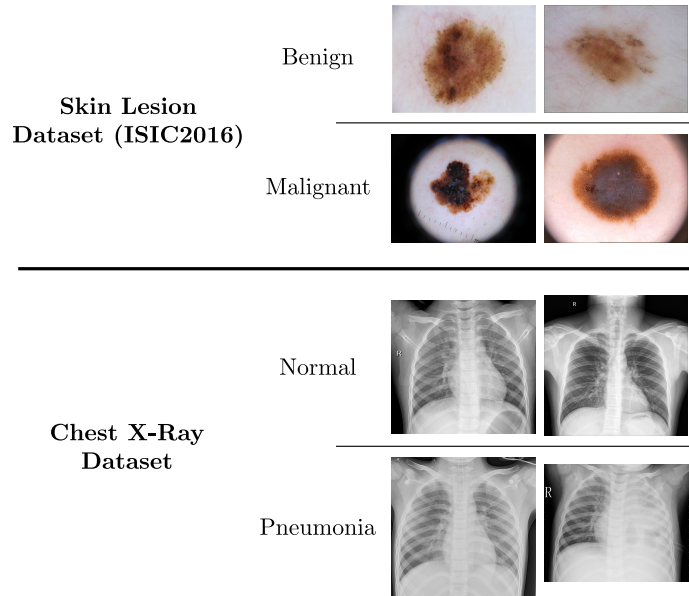 Benign
Skin Lesion
Dataset (ISIC2016)
Malignant
R
R
Normal
Chest X-Ray
Dataset
R
Pneumonia